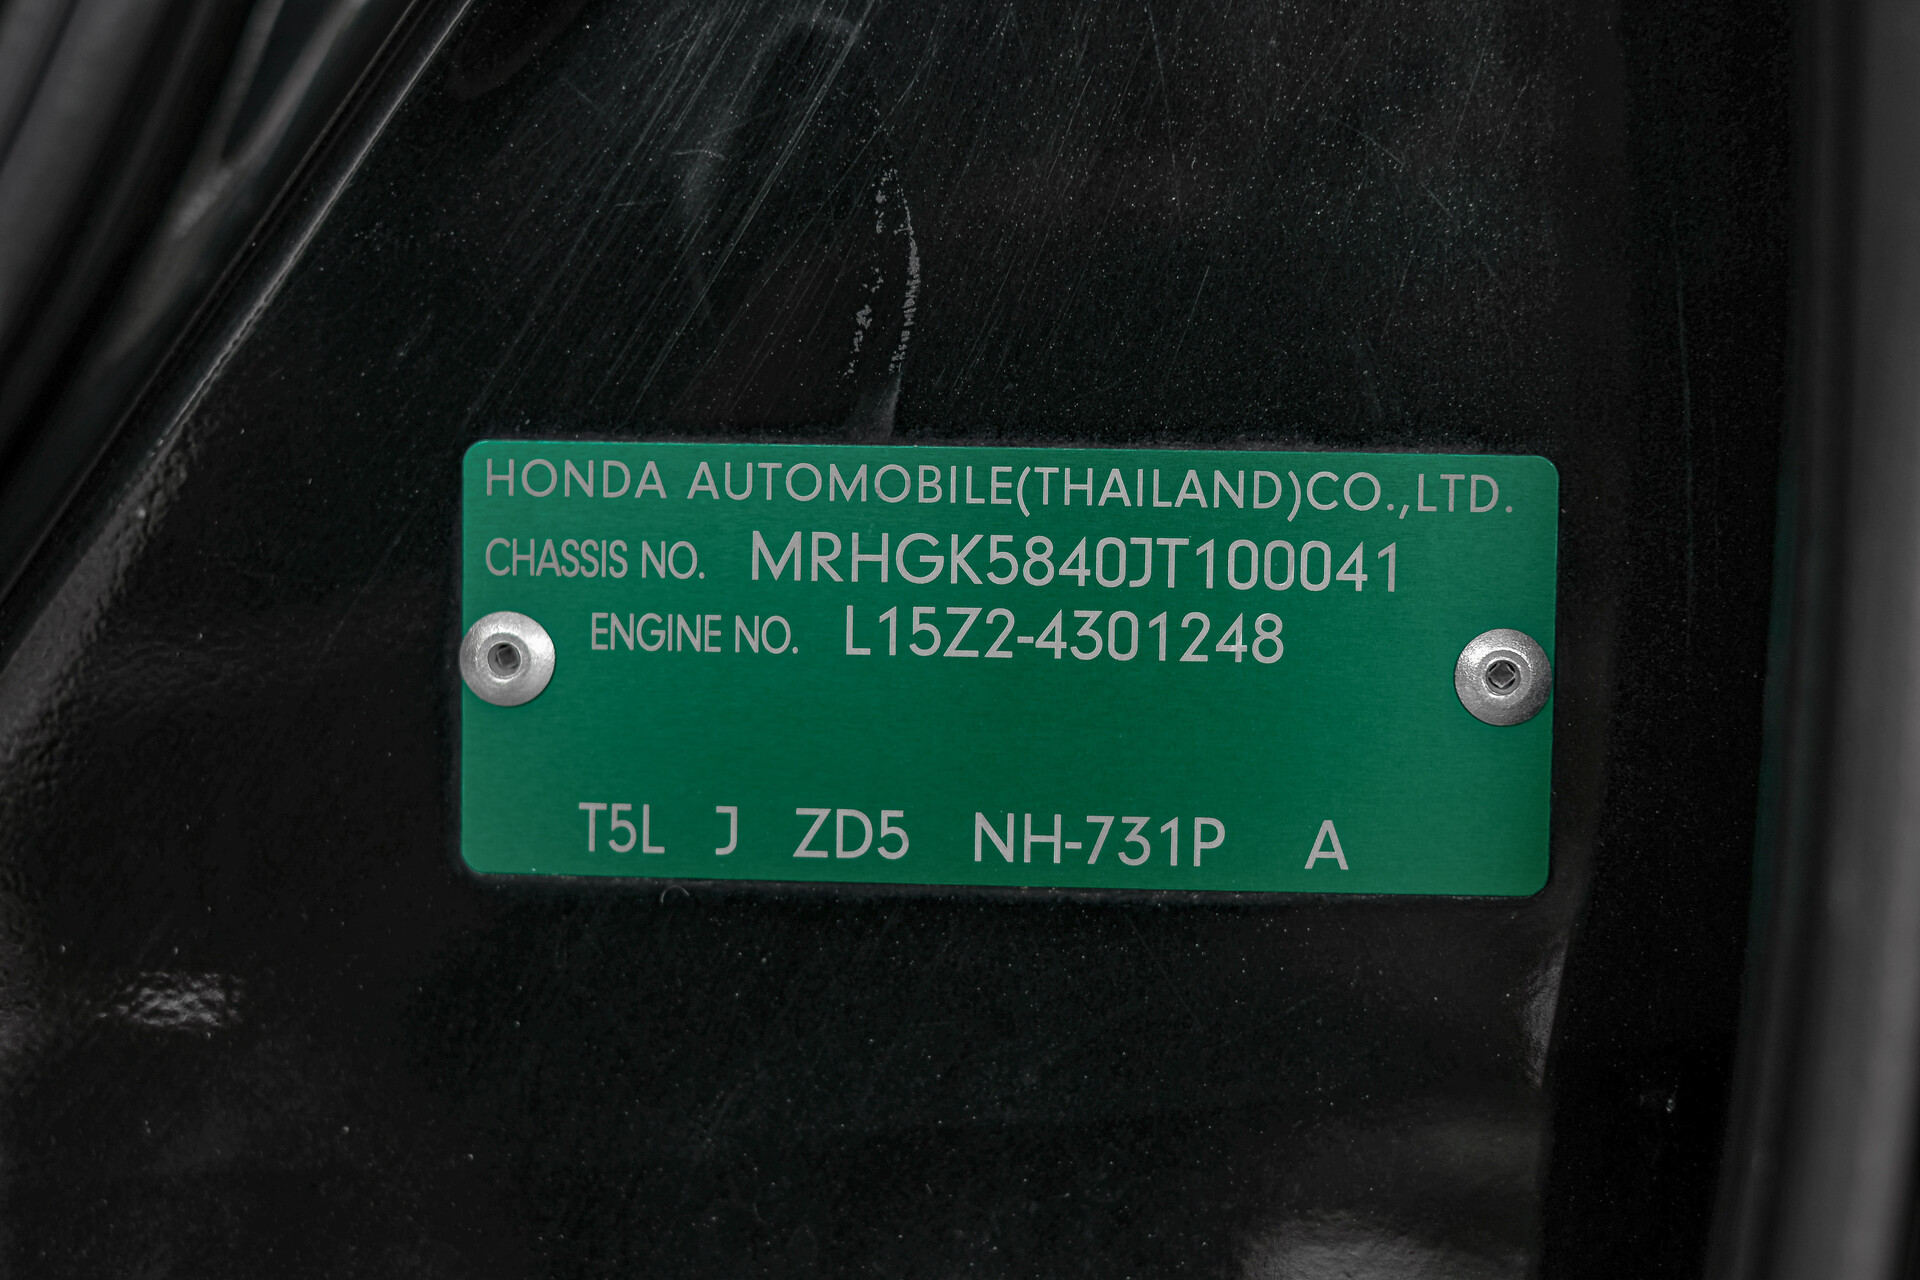 HONDA AUTOMOBILE(THAILAND)CO.,LTD.
CHASSIS NO. MRHGK5840JT100041
ENGINE NO. L15Z2-4301248
T5L J ZD5 NH-731P A